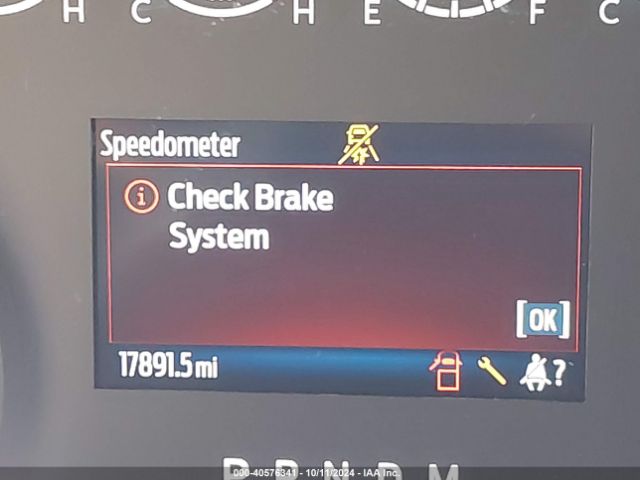 H C H E F C
Speedometer
Check Brake
System
[OK]
17891.5 mi
?
P R N D M
000-40576341 - 10/11/2024 - IAA Inc.